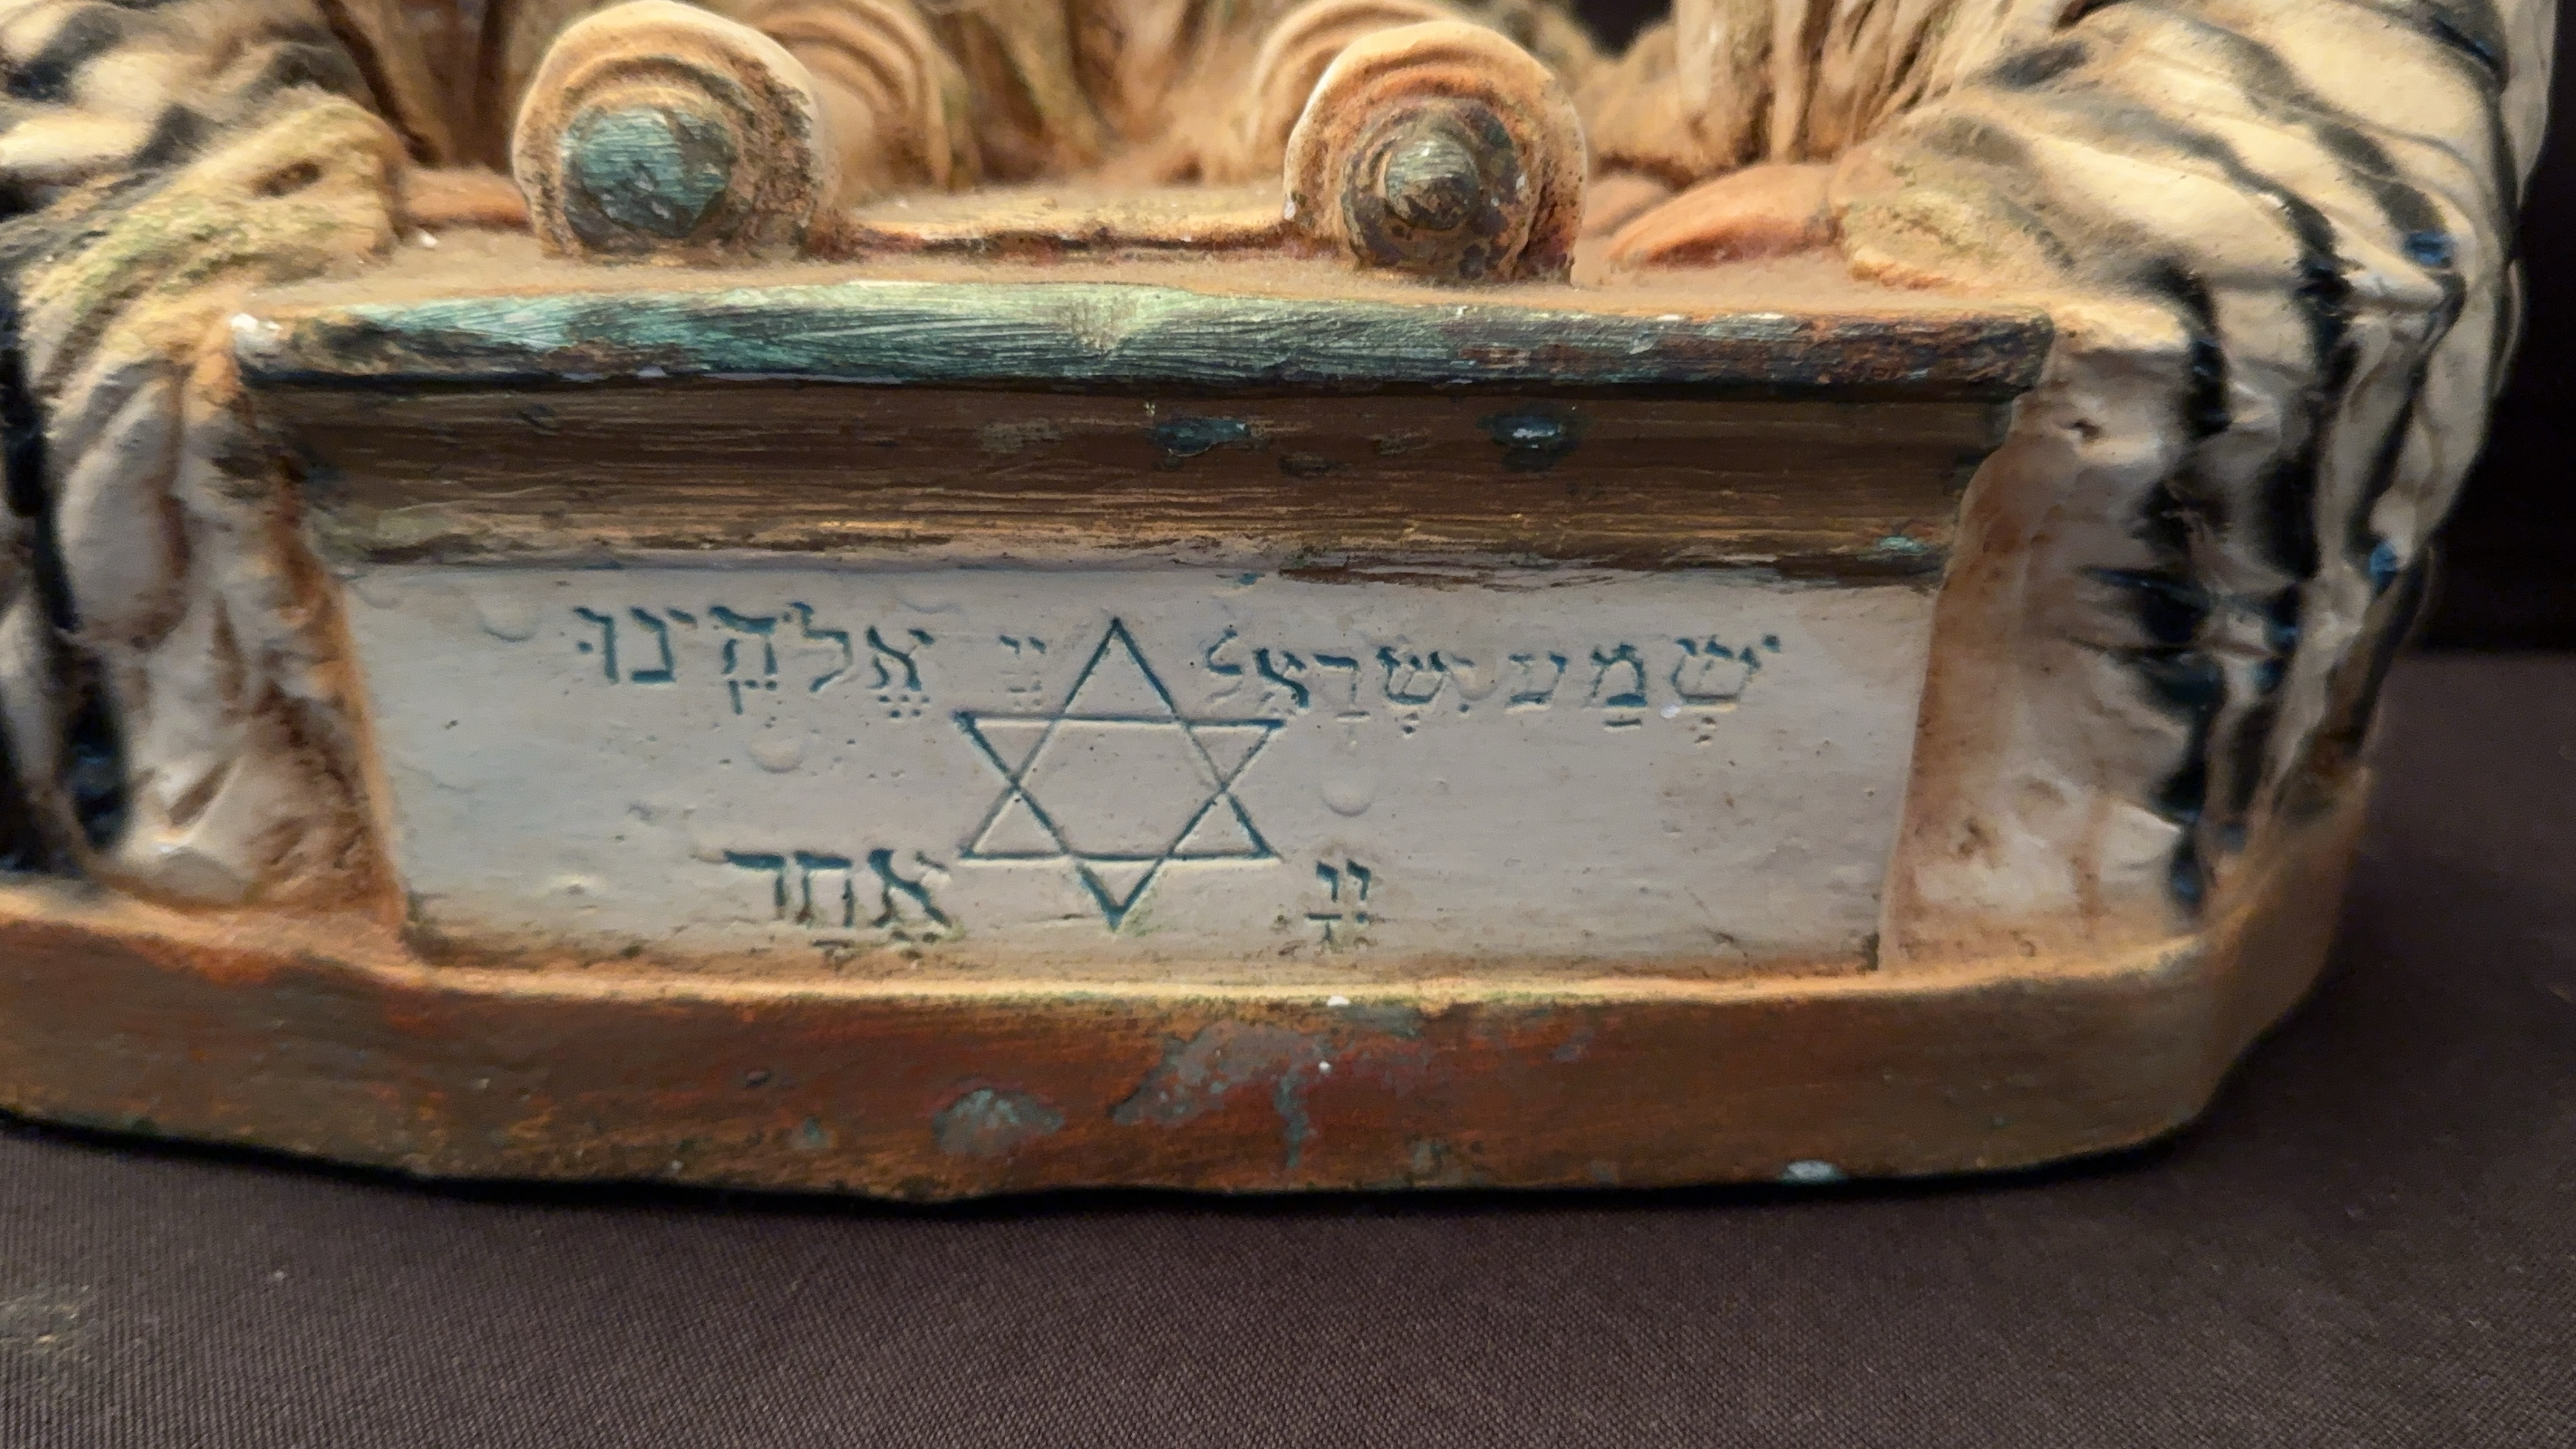 שְׁמַע יִשְׂרָאֵל יְיָ אֱלֹהֵינוּ
יְיָ אֶחָד